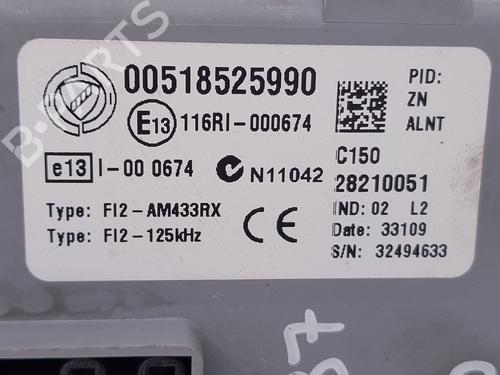 00518525990
PID:
ZN
ALNT
E13 116RI-000674
e13 I-00 0674 N11042
C150
28210051
Type: FI2-AM433RX
IND: 02 L2
Type: FI2-125kHz
CE
Date: 33109
S/N: 32494633
B-PARTS